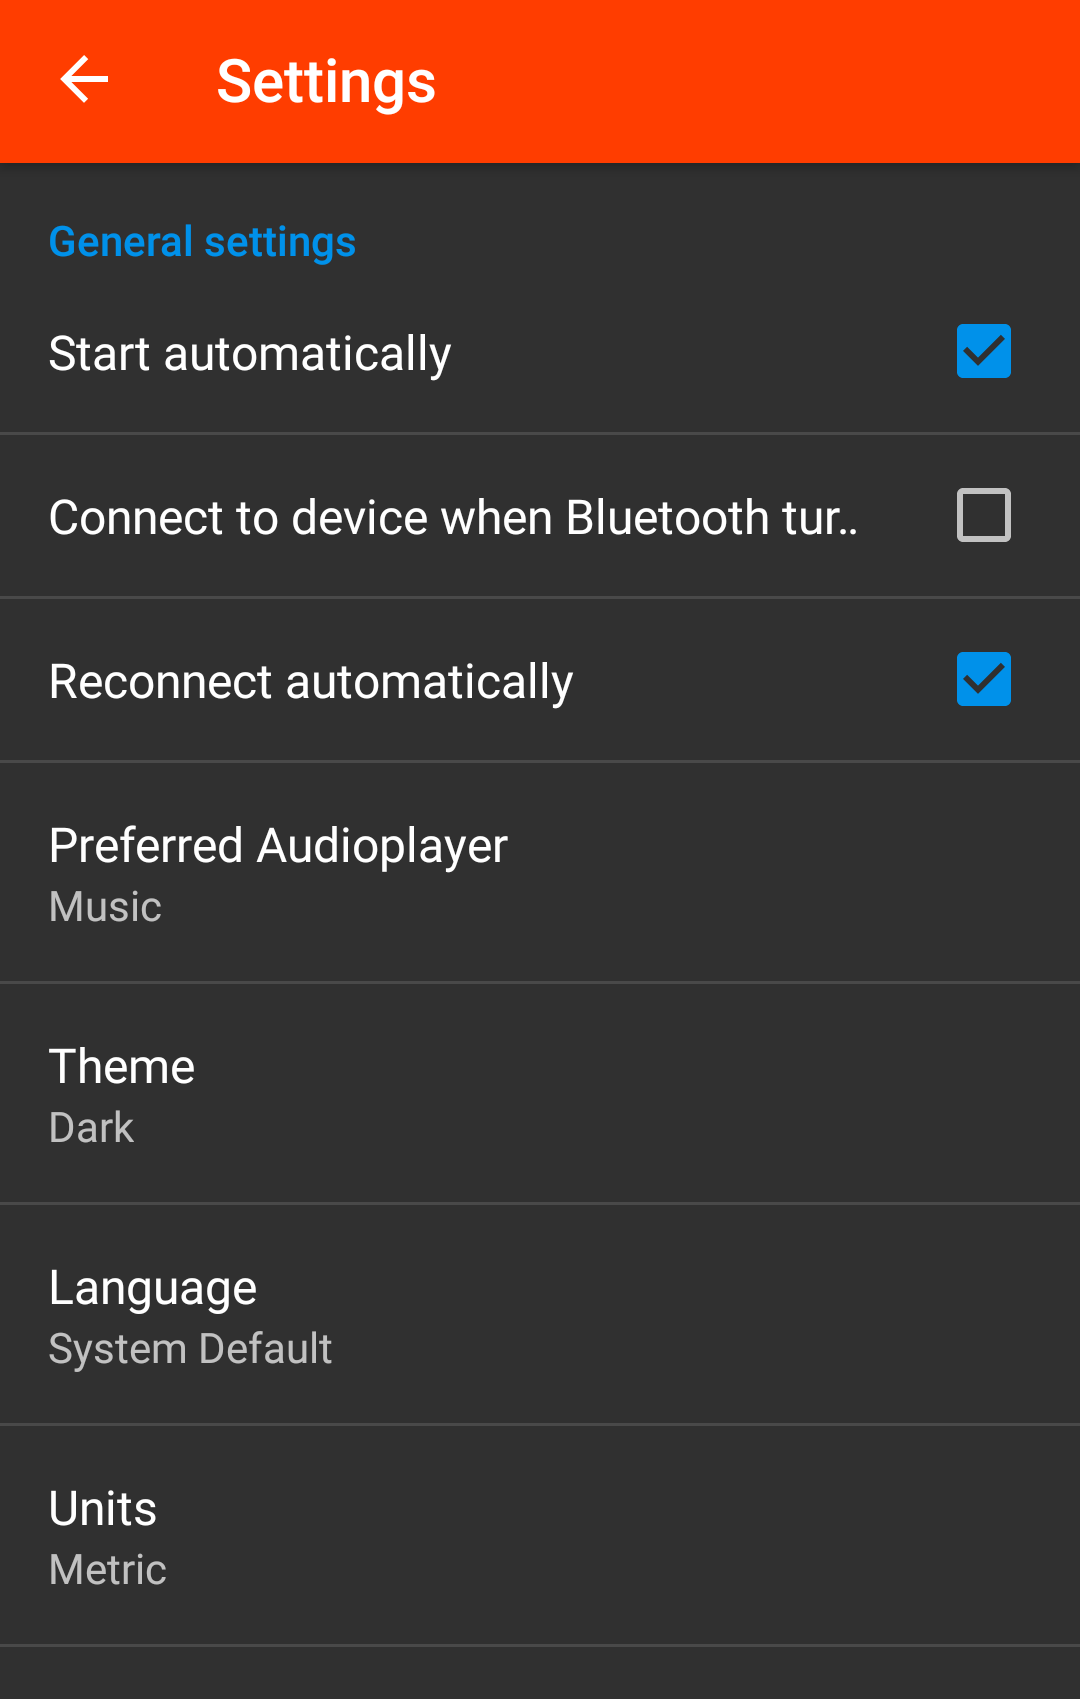 Settings
General settings
Start automatically
Connect to device when Bluetooth tur..
Reconnect automatically
Preferred Audioplayer
Music
Theme
Dark
Language
System Default
Units
Metric